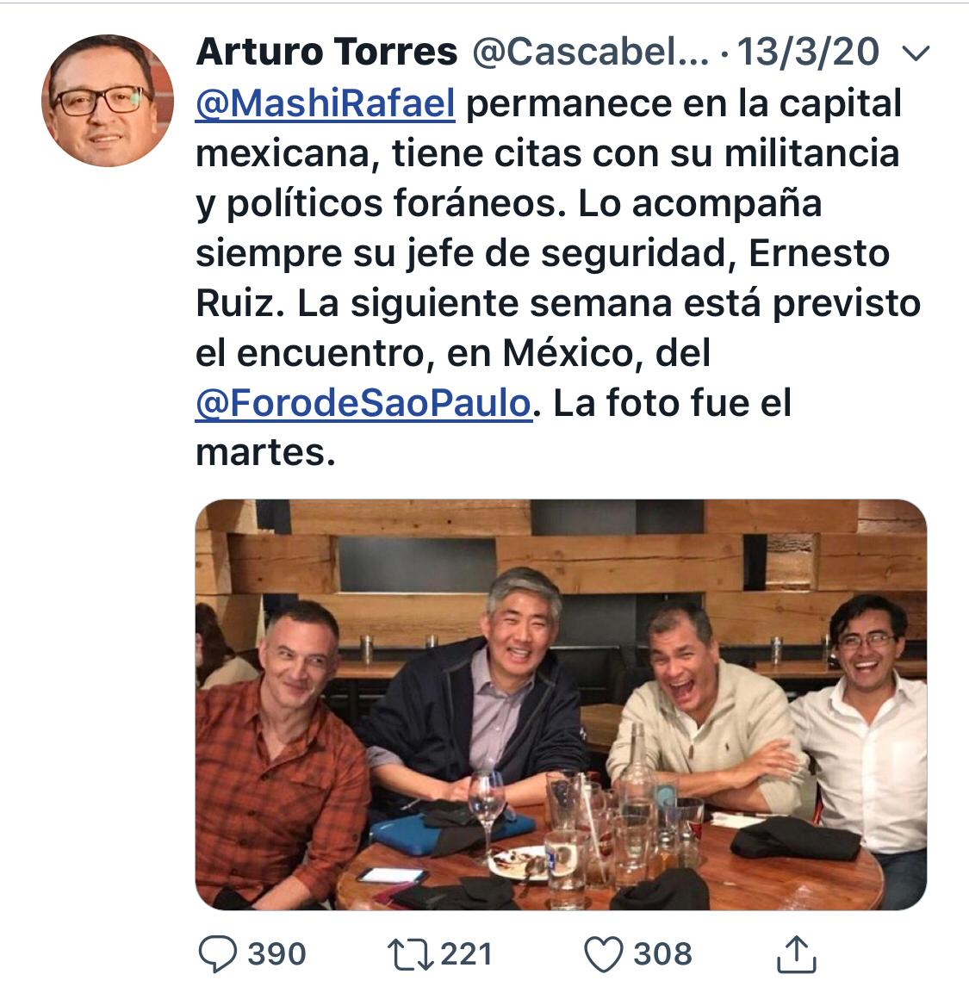 Arturo Torres @Cascabel... · 13/3/20
@MashiRafael permanece en la capital
mexicana, tiene citas con su militancia
y políticos foráneos. Lo acompaña
siempre su jefe de seguridad, Ernesto
Ruiz. La siguiente semana está previsto
el encuentro, en México, del
@ForodeSaoPaulo. La foto fue el
martes.
390 221 308